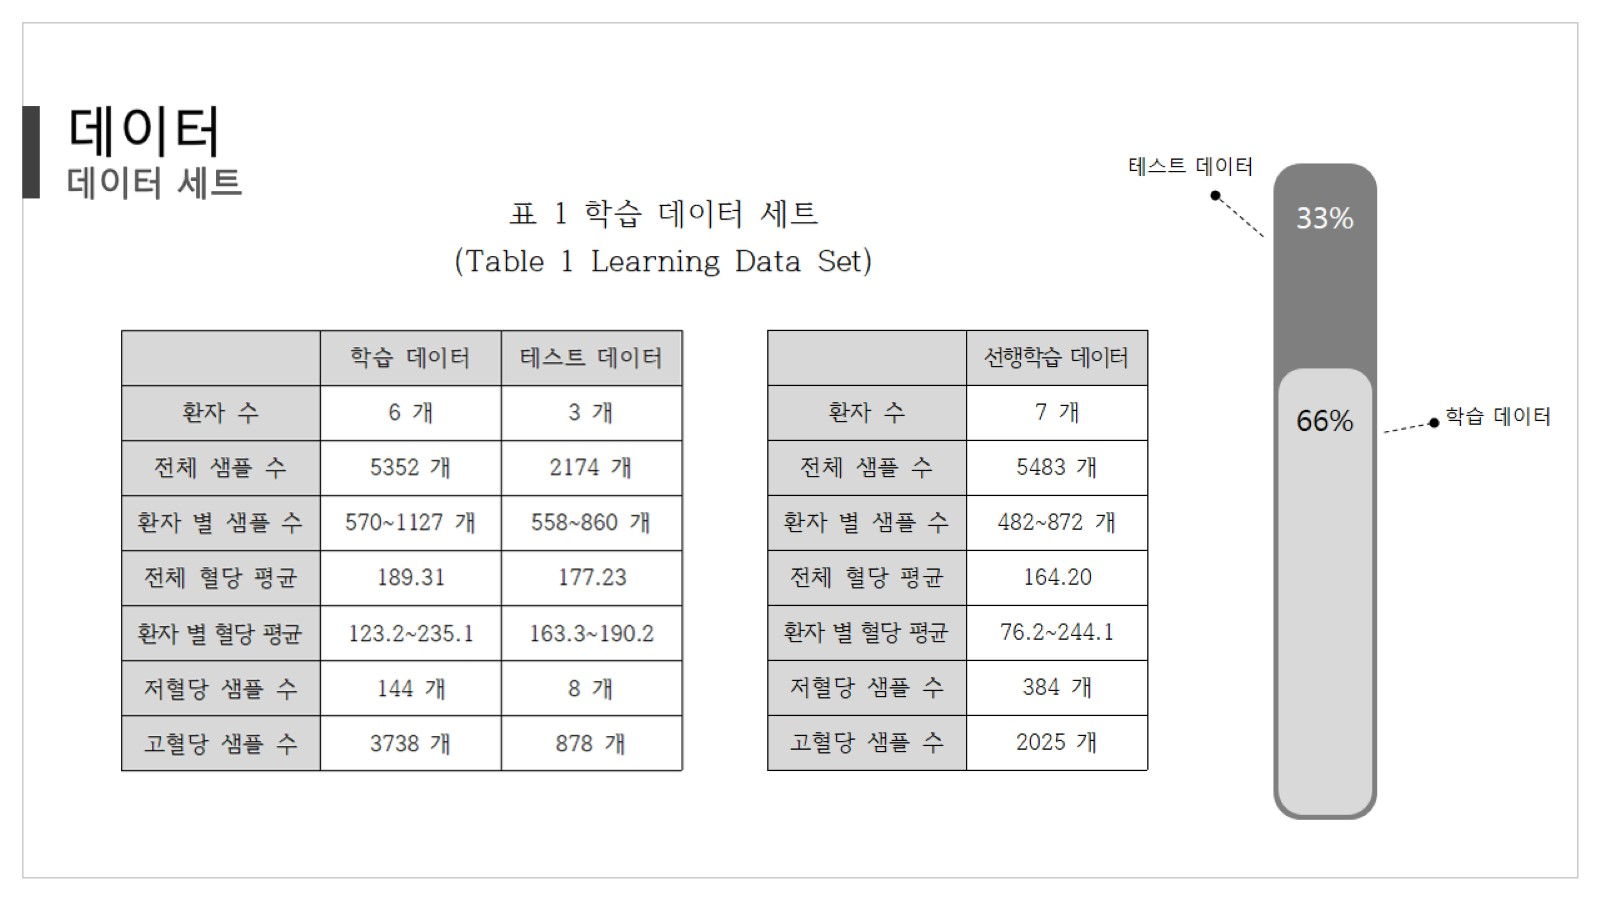 데이터
데이터 세트
표 1 학습 데이터 세트
(Table 1 Learning Data Set)
학습 데이터 테스트 데이터
환자 수 6 개 3 개
전체 샘플 수 5352 개 2174 개
환자 별 샘플 수 570~1127 개 558~860 개
전체 혈당 평균 189.31 177.23
환자 별 혈당 평균 123.2~235.1 163.3~190.2
저혈당 샘플 수 144 개 8 개
고혈당 샘플 수 3738 개 878 개
선행학습 데이터
환자 수 7 개
전체 샘플 수 5483 개
환자 별 샘플 수 482~872 개
전체 혈당 평균 164.20
환자 별 혈당 평균 76.2~244.1
저혈당 샘플 수 384 개
고혈당 샘플 수 2025 개
테스트 데이터
33%
66%
학습 데이터